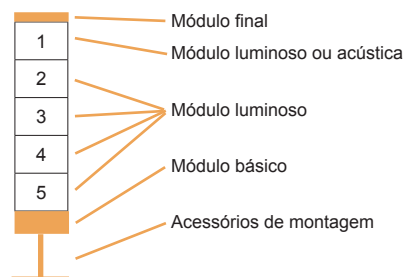 Módulo final
1
Módulo luminoso ou acústica
2
3
Módulo luminoso
4
Módulo básico
5
Acessórios de montagem